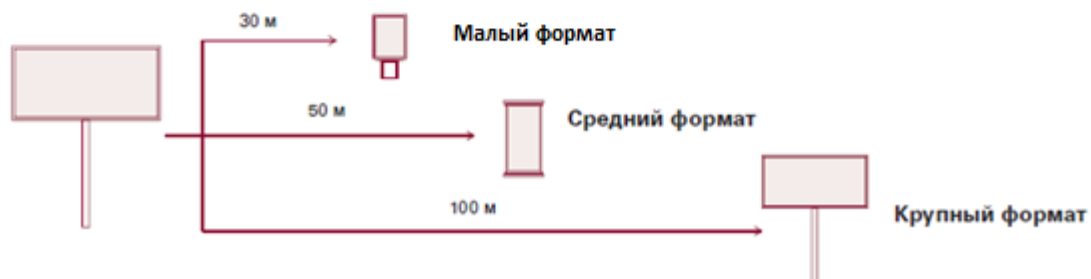 30 м
Малый формат
50 м
Средний формат
100 м
Крупный формат